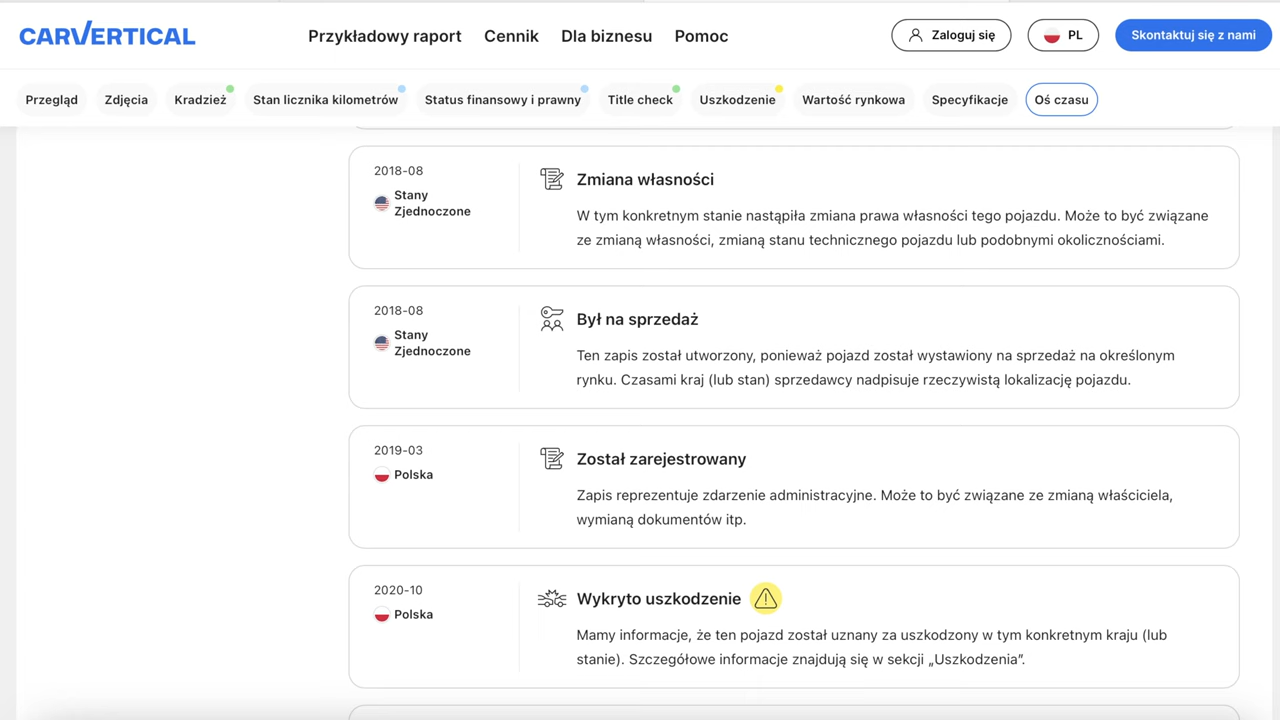 CARVERTICAL
Przykładowy raport
Cennik
Dla biznesu
Pomoc
Zaloguj się
PL
Skontaktuj się z nami
Przegląd
Zdjęcia
Kradzież
Stan licznika kilometrów
Status finansowy i prawny
Title check
Uszkodzenie
Wartość rynkowa
Specyfikacje
Oś czasu
2018-08
Stany
Zjednoczone
Zmiana własności
W tym konkretnym stanie nastąpiła zmiana prawa własności tego pojazdu. Może to być związane
ze zmianą własności, zmianą stanu technicznego pojazdu lub podobnymi okolicznościami.
2018-08
Stany
Zjednoczone
Był na sprzedaż
Ten zapis został utworzony, ponieważ pojazd został wystawiony na sprzedaż na określonym
rynku. Czasami kraj (lub stan) sprzedawcy nadpisuje rzeczywistą lokalizację pojazdu.
2019-03
Polska
Został zarejestrowany
Zapis reprezentuje zdarzenie administracyjne. Może to być związane ze zmianą właściciela,
wymianą dokumentów itp.
2020-10
Polska
Wykryto uszkodzenie
Mamy informacje, że ten pojazd został uznany za uszkodzony w tym konkretnym kraju (lub
stanie). Szczegółowe informacje znajdują się w sekcji „Uszkodzenia”.